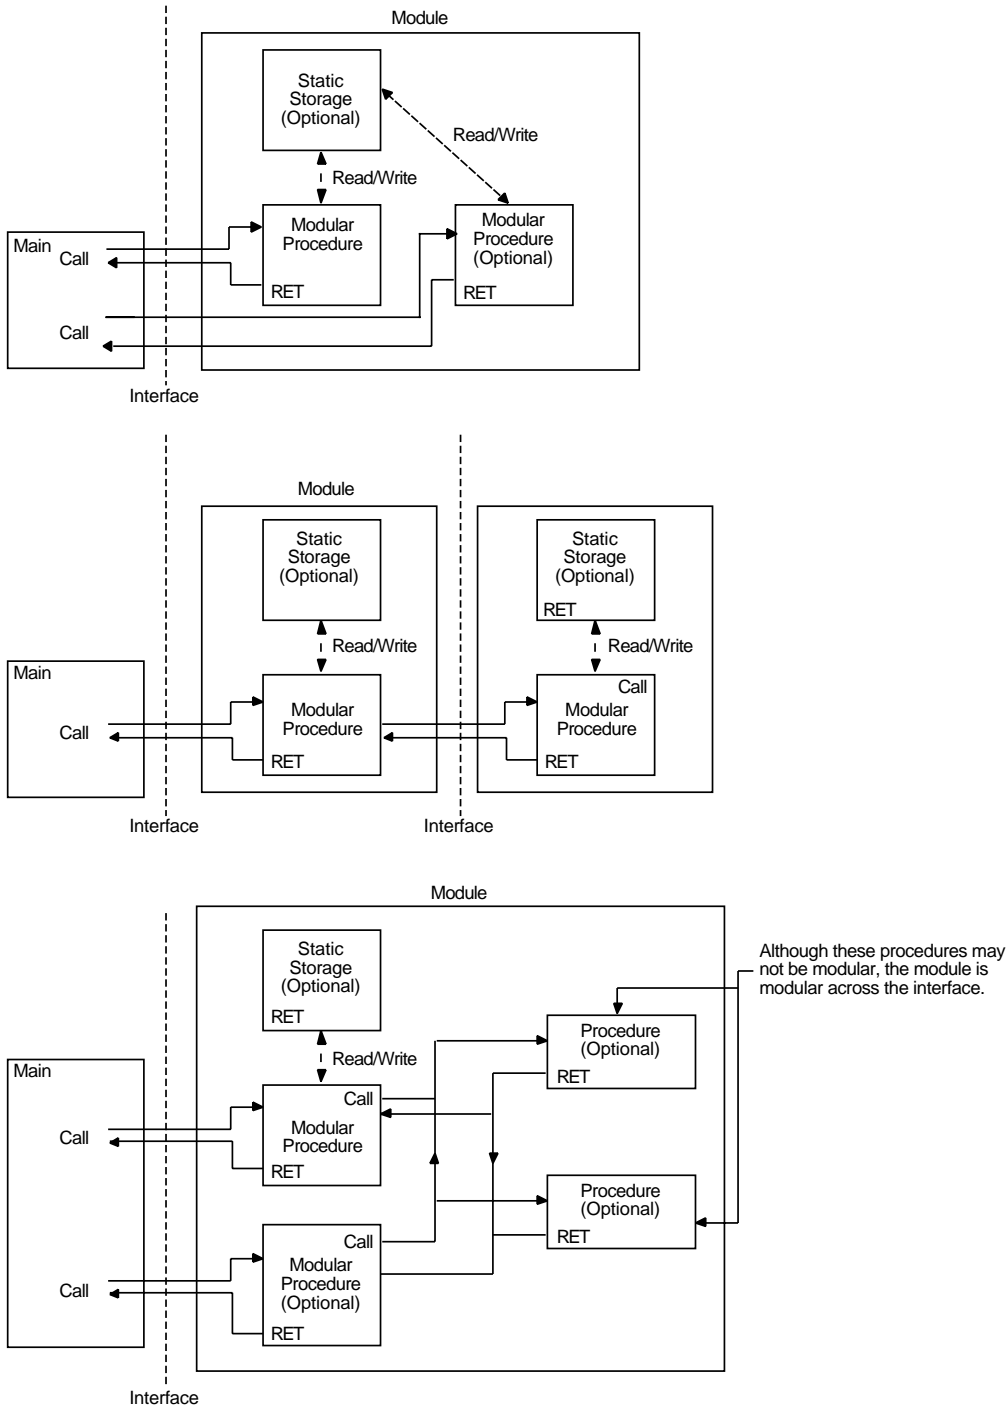 Module
Static
Storage
(Optional)
Read/Write
Read/Write
Modular
Procedure
RET
Modular
Procedure
(Optional)
RET
Main
Call
Call
Interface
Module
Static
Storage
(Optional)
Read/Write
Static
Storage
(Optional)
RET
Read/Write
Main
Call
Modular
Procedure
RET
Call
Modular
Procedure
RET
Interface
Interface
Module
Although these procedures may
not be modular, the module is
modular across the interface.
Static
Storage
(Optional)
RET
Read/Write
Procedure
(Optional)
RET
Main
Call
Call
Modular
Procedure
RET
Procedure
(Optional)
RET
Call
Call
Modular
Procedure
(Optional)
RET
Interface